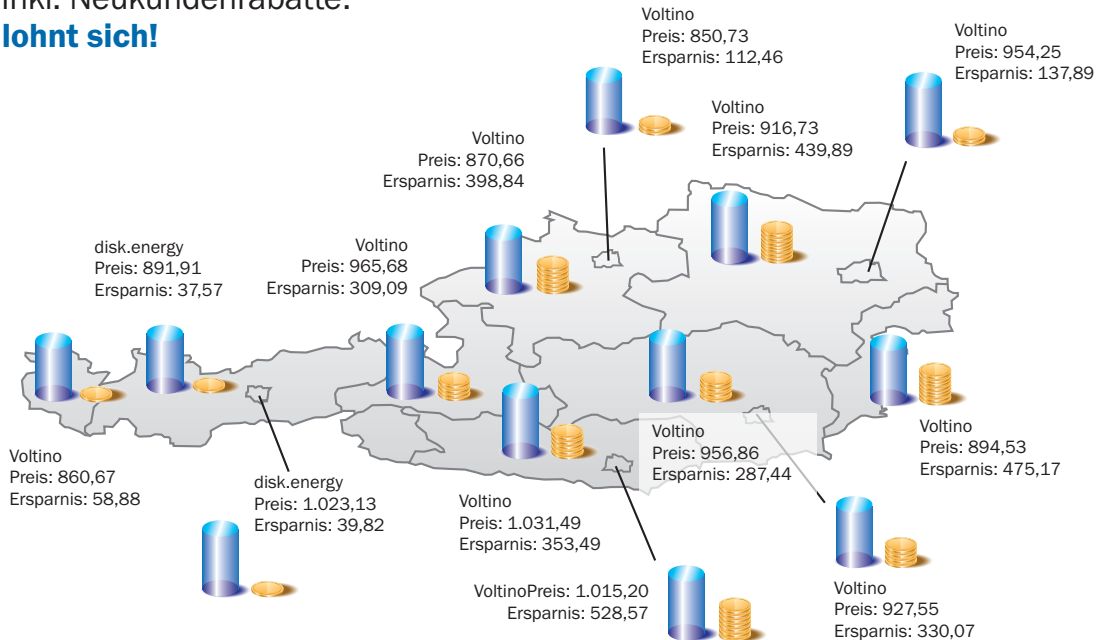 inkl. Neukundenrabatte.
lohnt sich!
Voltino
Preis: 850,73
Ersparnis: 112,46
Voltino
Preis: 954,25
Ersparnis: 137,89
Voltino
Preis: 916,73
Ersparnis: 439,89
Voltino
Preis: 870,66
Ersparnis: 398,84
disk.energy
Preis: 891,91
Ersparnis: 37,57
Voltino
Preis: 965,68
Ersparnis: 309,09
Voltino
Preis: 860,67
Ersparnis: 58,88
disk.energy
Preis: 1.023,13
Ersparnis: 39,82
Voltino
Preis: 1.031,49
Ersparnis: 353,49
Voltino
Preis: 956,86
Ersparnis: 287,44
Voltino
Preis: 894,53
Ersparnis: 475,17
VoltinoPreis: 1.015,20
Ersparnis: 528,57
Voltino
Preis: 927,55
Ersparnis: 330,07